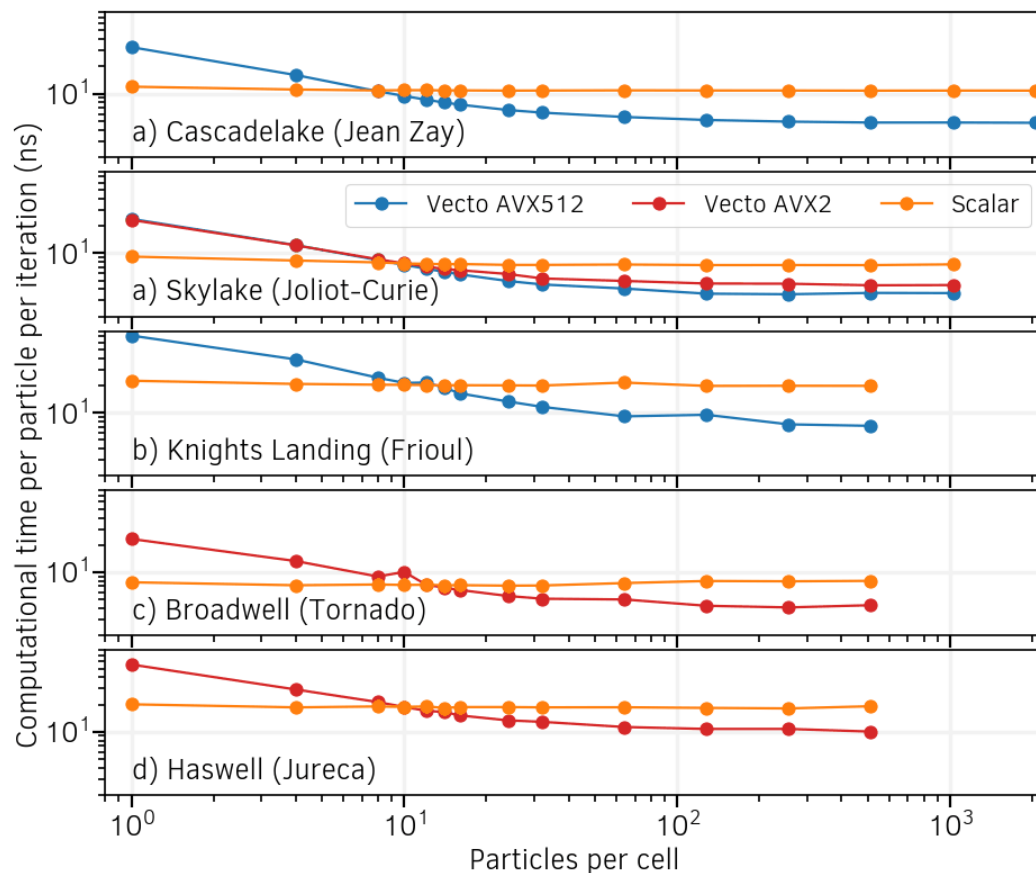 Computational time per particle per iteration (ns)
10¹
a) Cascadelake (Jean Zay)
Vecto AVX512 Vecto AVX2 Scalar
10¹
a) Skylake (Joliot-Curie)
10¹
b) Knights Landing (Frioul)
10¹
c) Broadwell (Tornado)
10¹
d) Haswell (Jureca)
10⁰ 10¹ 10² 10³
Particles per cell